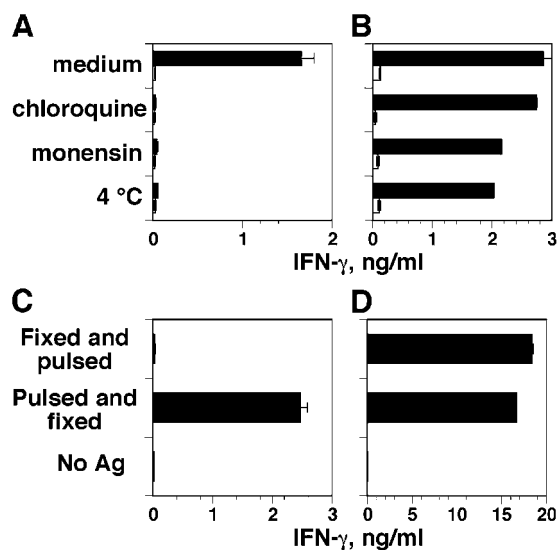 A
B
medium
chloroquine
monensin
4 °C
0
1
2
0
1
2
3
IFN-γ, ng/ml
C
D
Fixed and
pulsed
Pulsed and
fixed
No Ag
0
1
2
3
0
5
10
15
20
IFN-γ, ng/ml